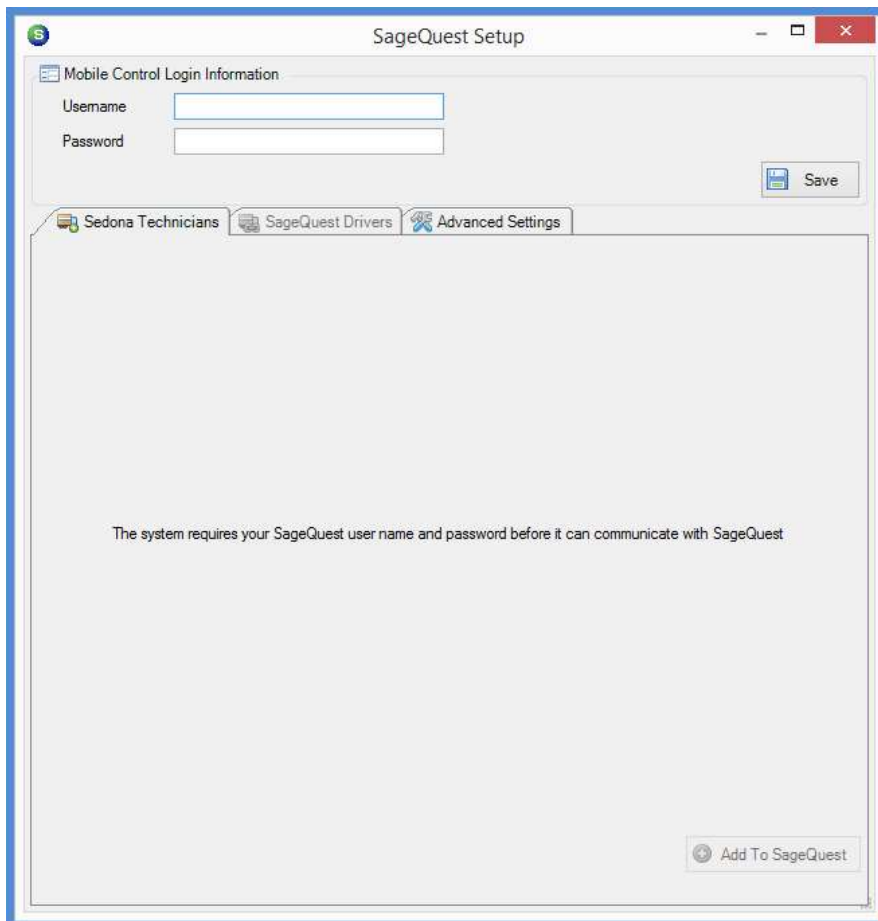 S
SageQuest Setup
Mobile Control Login Information
Username
Password
Save
Sedona Technicians SageQuest Drivers Advanced Settings
The system requires your SageQuest user name and password before it can communicate with SageQuest
Add To SageQuest